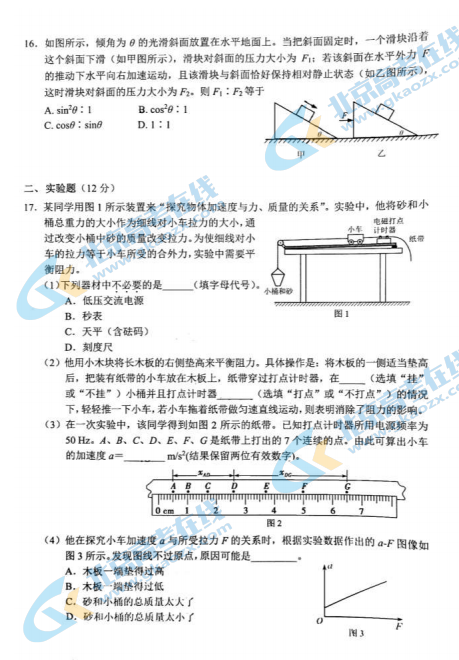 16. 如图所示，倾角为 θ 的光滑斜面放置在水平地面上。当把斜面固定时，一个滑块沿着
这个斜面下滑（如甲图所示），滑块对斜面的压力大小为 F₁；若该斜面在水平外力 F
的推动下水平向右加速运动，且该滑块与斜面恰好保持相对静止状态（如乙图所示），
这时滑块对斜面的压力大小为 F₂。则 F₁∶F₂ 等于
A. sin²θ∶1 B. cos²θ∶1
C. cosθ∶sinθ D. 1∶1
F
θ θ
甲 乙
二、实验题（12 分）
17. 某同学用图 1 所示装置来“探究物体加速度与力、质量的关系”。实验中，他将砂和小
桶总重力的大小作为细线对小车拉力的大小，通
过改变小桶中砂的质量改变拉力。为使细线对小
车的拉力等于小车所受的合外力，实验中需要平
衡阻力。
小车 电磁打点
计时器
纸带
小桶和砂
图 1
（1）下列器材中不必要的是______（填字母代号）。
A．低压交流电源
B．秒表
C．天平（含砝码）
D．刻度尺
（2）他用小木块将长木板的右侧垫高来平衡阻力。具体操作是：将木板的一侧适当垫高
后，把装有纸带的小车放在木板上，纸带穿过打点计时器，在_____（选填“挂”
或“不挂”）小桶并且打点计时器_____（选填“打点”或“不打点”）的情况
下，轻轻推一下小车，若小车拖着纸带做匀速直线运动，则表明消除了阻力的影响。
（3）在一次实验中，该同学得到如图 2 所示的纸带。已知打点计时器所用电源频率为
50 Hz。A、B、C、D、E、F、G 是纸带上打出的 7 个连续的点。由此可算出小车
的加速度 a=_______ m/s²(结果保留两位有效数字)。
x_AD x_DG
A B C D E F G
0 cm 1 2 3 4 5 6 7
图 2
（4）他在探究小车加速度 a 与所受拉力 F 的关系时，根据实验数据作出的 a-F 图像如
图 3 所示。发现图线不过原点，原因可能是_______。
A．木板一端垫得过高
B．木板一端垫得过低
C．砂和小桶的总质量太大了
D．砂和小桶的总质量太小了
a
O F
图 3
北京高考在线
www.gkaozx.com